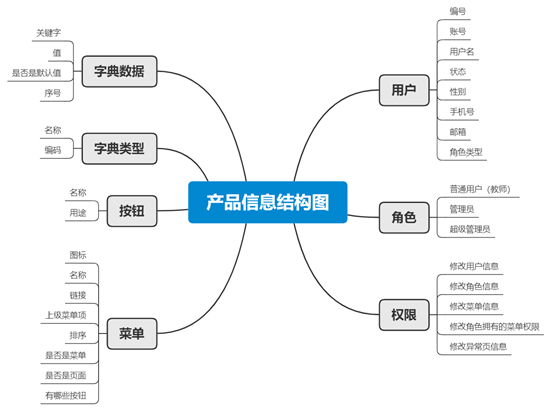 产品信息结构图
用户
编号
账号
用户名
状态
性别
手机号
邮箱
角色类型
角色
普通用户（教师）
管理员
超级管理员
权限
修改用户信息
修改角色信息
修改菜单信息
修改角色拥有的菜单权限
修改异常页信息
字典数据
关键字
值
是否是默认值
序号
字典类型
名称
编码
按钮
名称
用途
菜单
图标
名称
链接
上级菜单项
排序
是否是菜单
是否是页面
有哪些按钮